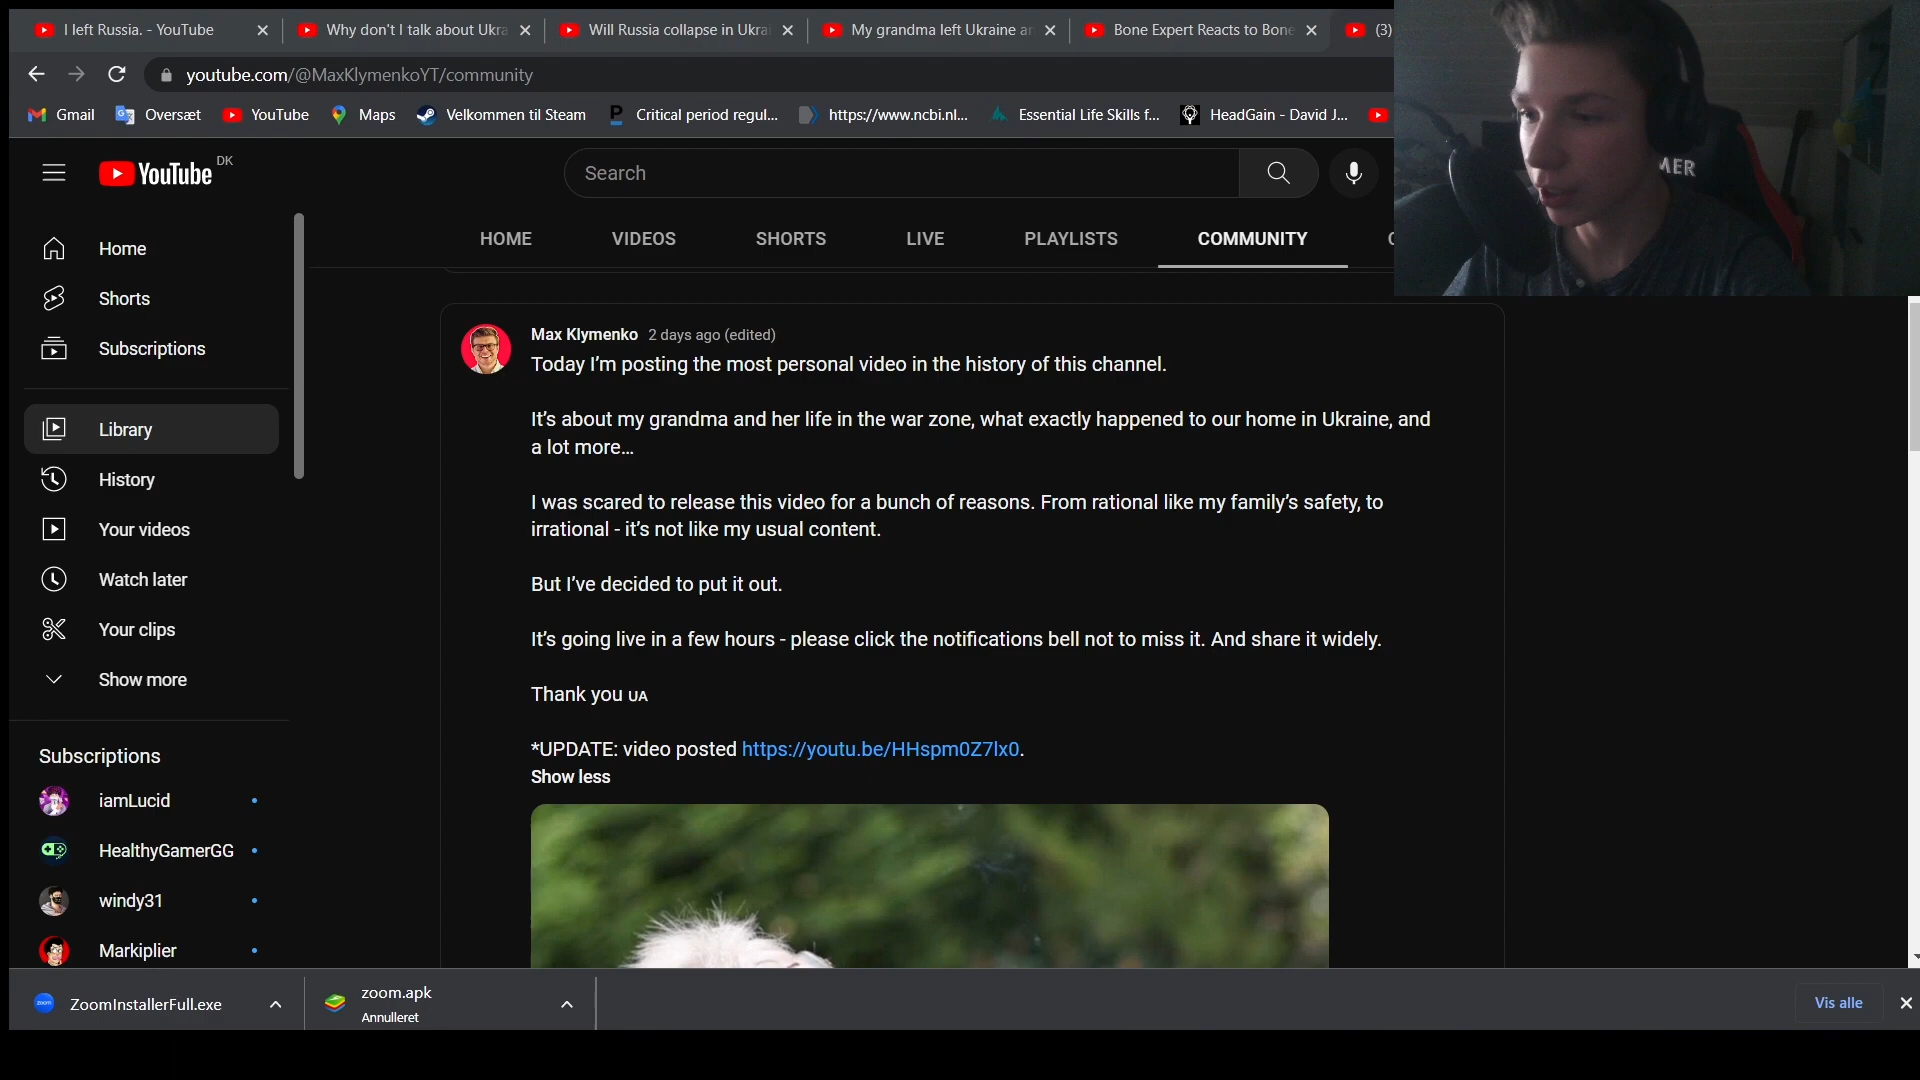 I left Russia. - YouTube
Why don't I talk about Ukra
Will Russia collapse in Ukrai
My grandma left Ukraine an
Bone Expert Reacts to Bone
(3)
youtube.com/@MaxKlymenkoYT/community
Gmail
Oversæt
YouTube
Maps
Velkommen til Steam
Critical period regul...
https://www.ncbi.nl...
Essential Life Skills f...
HeadGain - David J...
MER
YouTube DK
Search
HOME
VIDEOS
SHORTS
LIVE
PLAYLISTS
COMMUNITY
Home
Shorts
Subscriptions
Library
History
Your videos
Watch later
Your clips
Show more
Subscriptions
iamLucid
HealthyGamerGG
windy31
Markiplier
Max Klymenko 2 days ago (edited)
Today I’m posting the most personal video in the history of this channel.
It’s about my grandma and her life in the war zone, what exactly happened to our home in Ukraine, and
a lot more…
I was scared to release this video for a bunch of reasons. From rational like my family’s safety, to
irrational - it’s not like my usual content.
But I’ve decided to put it out.
It’s going live in a few hours - please click the notifications bell not to miss it. And share it widely.
Thank you UA
*UPDATE: video posted https://youtu.be/HHspm0Z7lx0.
Show less
zoom
ZoomInstallerFull.exe
zoom.apk
Annulleret
Vis alle